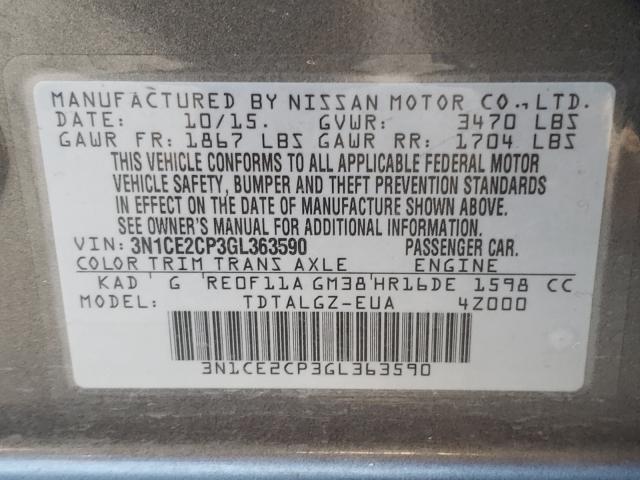 MANUFACTURED BY NISSAN MOTOR CO., LTD.
DATE: 10/15. GVWR: 3470 LBS
GAWR FR: 1867 LBS GAWR RR: 1704 LBS
THIS VEHICLE CONFORMS TO ALL APPLICABLE FEDERAL MOTOR
VEHICLE SAFETY, BUMPER AND THEFT PREVENTION STANDARDS
IN EFFECT ON THE DATE OF MANUFACTURE SHOWN ABOVE.
SEE OWNER'S MANUAL FOR ADDITIONAL INFORMATION.
VIN: 3N1CE2CP3GL363590 PASSENGER CAR.
COLOR TRIM TRANS AXLE ENGINE
KAD G RE0F11A GM38 HR16DE 1598 CC
MODEL: TDTALGZ-EUA 4Z000
3N1CE2CP3GL363590